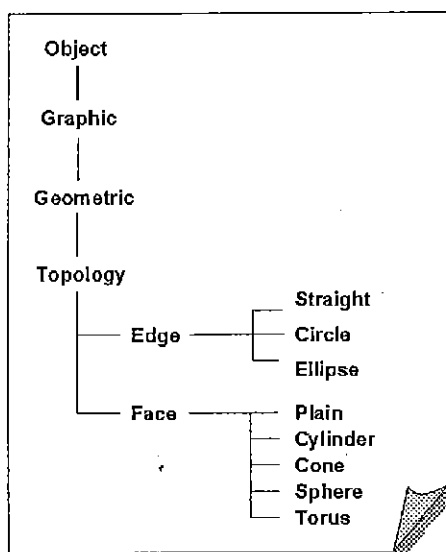 Object
Graphic
Geometric
Topology
Straight
Edge
Circle
Ellipse
Face
Plain
Cylinder
Cone
Sphere
Torus